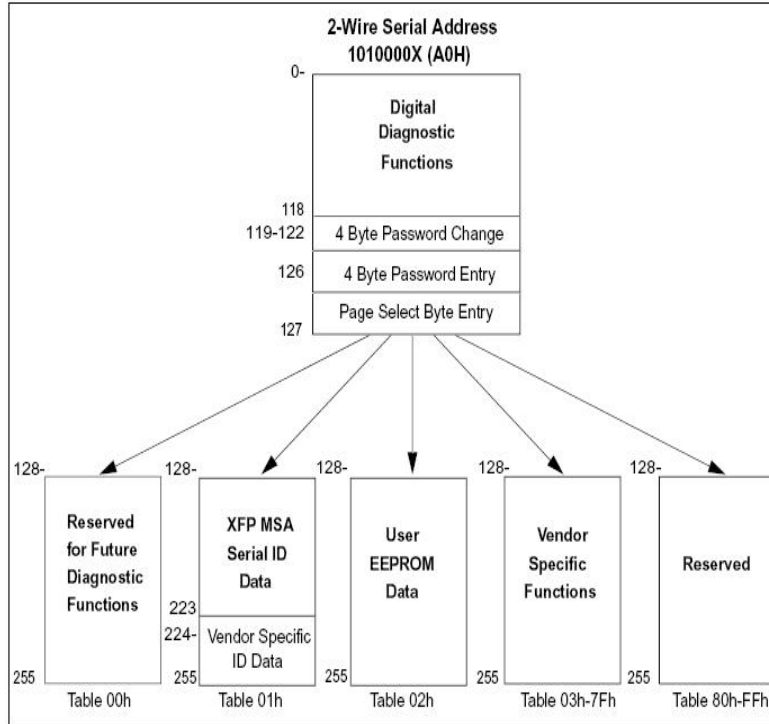 2-Wire Serial Address
1010000X (A0H)
0-
Digital
Diagnostic
Functions
118
119-122
4 Byte Password Change
126
4 Byte Password Entry
Page Select Byte Entry
127
128-
Reserved
for Future
Diagnostic
Functions
255
Table 00h
128-
XFP MSA
Serial ID
Data
223
224-
Vendor Specific
ID Data
255
Table 01h
128-
User
EEPROM
Data
255
Table 02h
128-
Vendor
Specific
Functions
255
Table 03h-7Fh
128-
Reserved
255
Table 80h-FFh